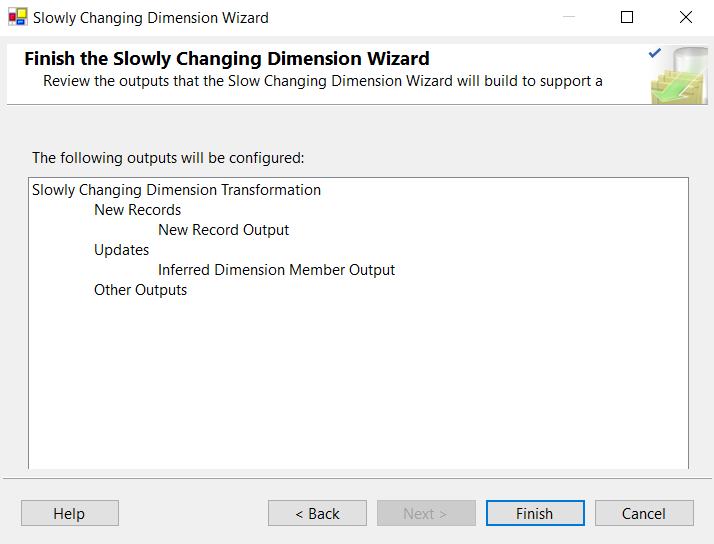 Slowly Changing Dimension Wizard
Finish the Slowly Changing Dimension Wizard
Review the outputs that the Slow Changing Dimension Wizard will build to support a
The following outputs will be configured:
Slowly Changing Dimension Transformation
New Records
New Record Output
Updates
Inferred Dimension Member Output
Other Outputs
Help
< Back
Next >
Finish
Cancel